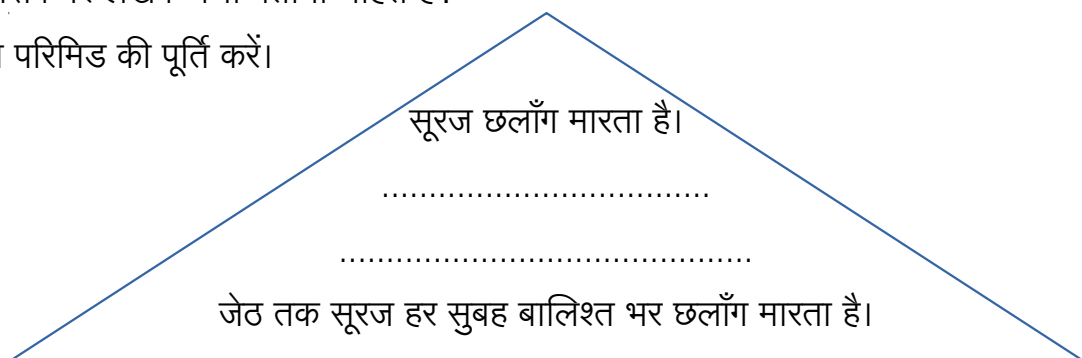 परिमिड की पूर्ति करें।
सूरज छलाँग मारता है।
.................................
..........................................
जेठ तक सूरज हर सुबह बालिश्त भर छलाँग मारता है।